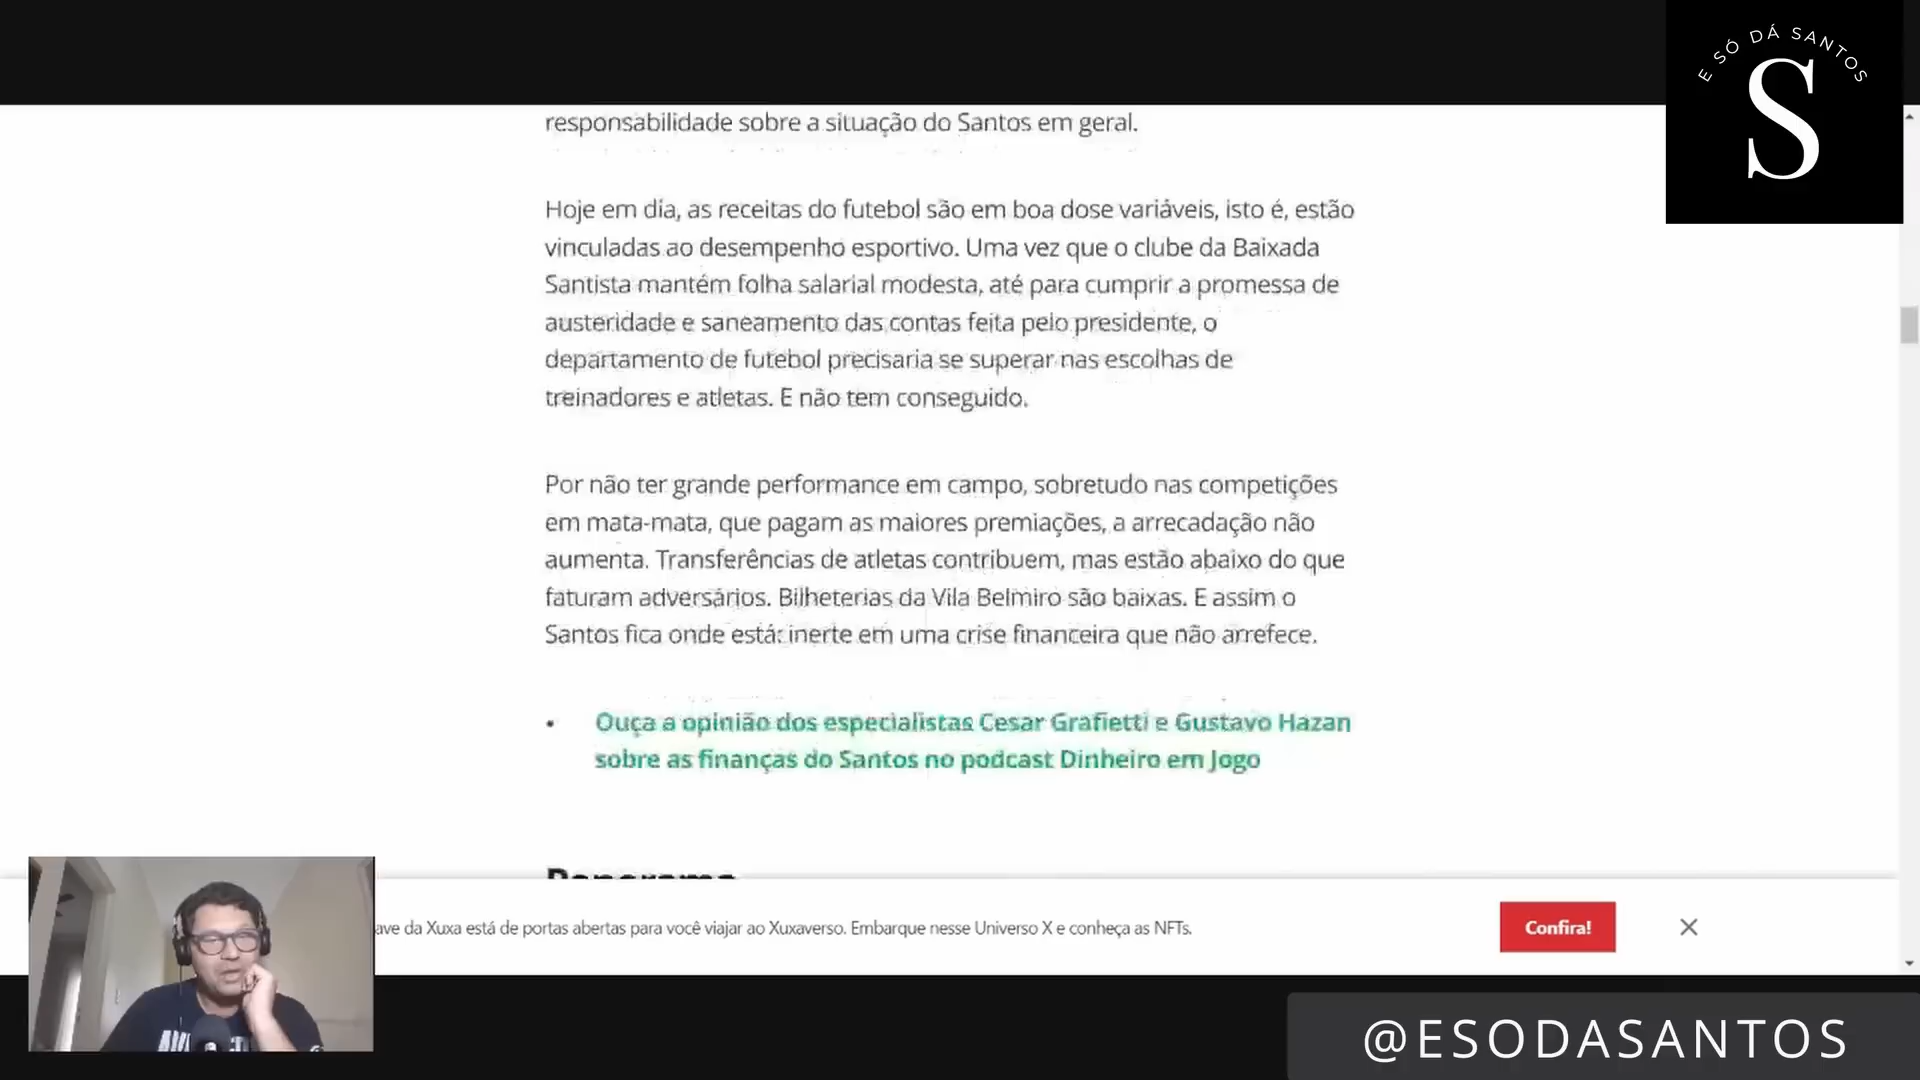 E SÓ DÁ SANTOS
S
responsabilidade sobre a situação do Santos em geral.
Hoje em dia, as receitas do futebol são em boa dose variáveis, isto é, estão
vinculadas ao desempenho esportivo. Uma vez que o clube da Baixada
Santista mantém folha salarial modesta, até para cumprir a promessa de
austeridade e saneamento das contas feita pelo presidente, o
departamento de futebol precisaria se superar nas escolhas de
treinadores e atletas. E não tem conseguido.
Por não ter grande performance em campo, sobretudo nas competições
em mata-mata, que pagam as maiores premiações, a arrecadação não
aumenta. Transferências de atletas contribuem, mas estão abaixo do que
faturam adversários. Bilheterias da Vila Belmiro são baixas. E assim o
Santos fica onde está: inerte em uma crise financeira que não arrefece.
• Ouça a opinião dos especialistas Cesar Grafietti e Gustavo Hazan
sobre as finanças do Santos no podcast Dinheiro em Jogo
Panorama
ave da Xuxa está de portas abertas para você viajar ao Xuxaverso. Embarque nesse Universo X e conheça as NFTs.
Confira!
@ESODASANTOS